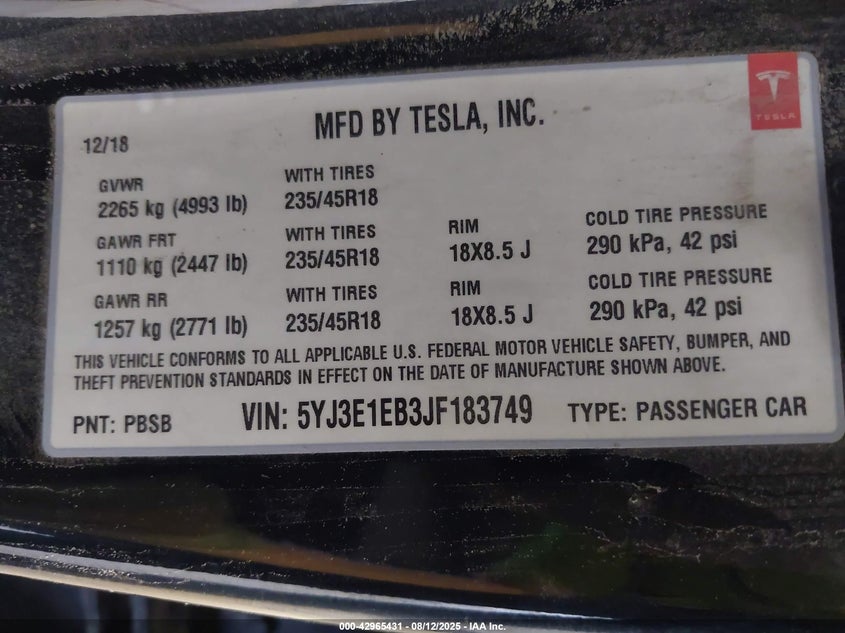 MFD BY TESLA, INC.
TESLA
12/18
GVWR
2265 kg (4993 lb)
WITH TIRES
235/45R18
GAWR FRT
1110 kg (2447 lb)
WITH TIRES
235/45R18
RIM
18X8.5 J
COLD TIRE PRESSURE
290 kPa, 42 psi
GAWR RR
1257 kg (2771 lb)
WITH TIRES
235/45R18
RIM
18X8.5 J
COLD TIRE PRESSURE
290 kPa, 42 psi
THIS VEHICLE CONFORMS TO ALL APPLICABLE U.S. FEDERAL MOTOR VEHICLE SAFETY, BUMPER, AND
THEFT PREVENTION STANDARDS IN EFFECT ON THE DATE OF MANUFACTURE SHOWN ABOVE.
PNT: PBSB VIN: 5YJ3E1EB3JF183749 TYPE: PASSENGER CAR
000-42965431 - 08/12/2025 - IAA Inc.